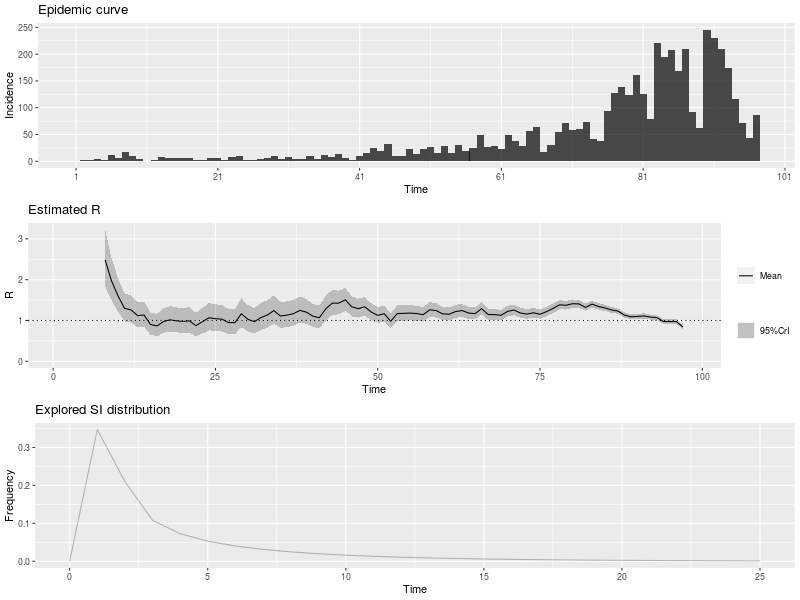 Epidemic curve
Incidence
250
200
150
100
50
0
1 21 41 61 81 101
Time
Estimated R
R
3
2
1
0
0 25 50 75 100
Time
Mean
95%CrI
Explored SI distribution
Frequency
0.3
0.2
0.1
0.0
0 5 10 15 20 25
Time